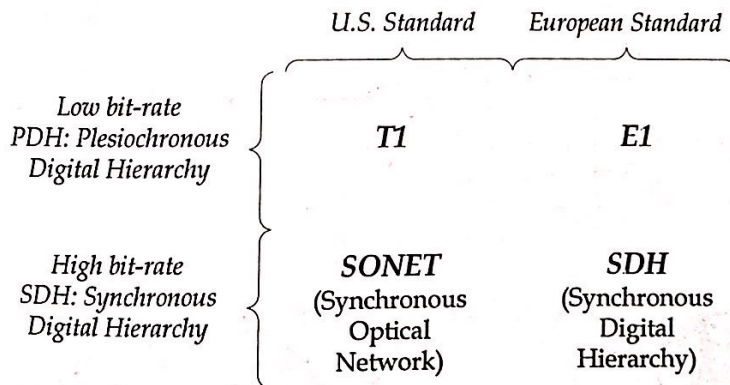 U.S. Standard European Standard
Low bit-rate
PDH: Plesiochronous
Digital Hierarchy
T1 E1
High bit-rate
SDH: Synchronous
Digital Hierarchy
SONET
(Synchronous
Optical
Network)
SDH
(Synchronous
Digital
Hierarchy)